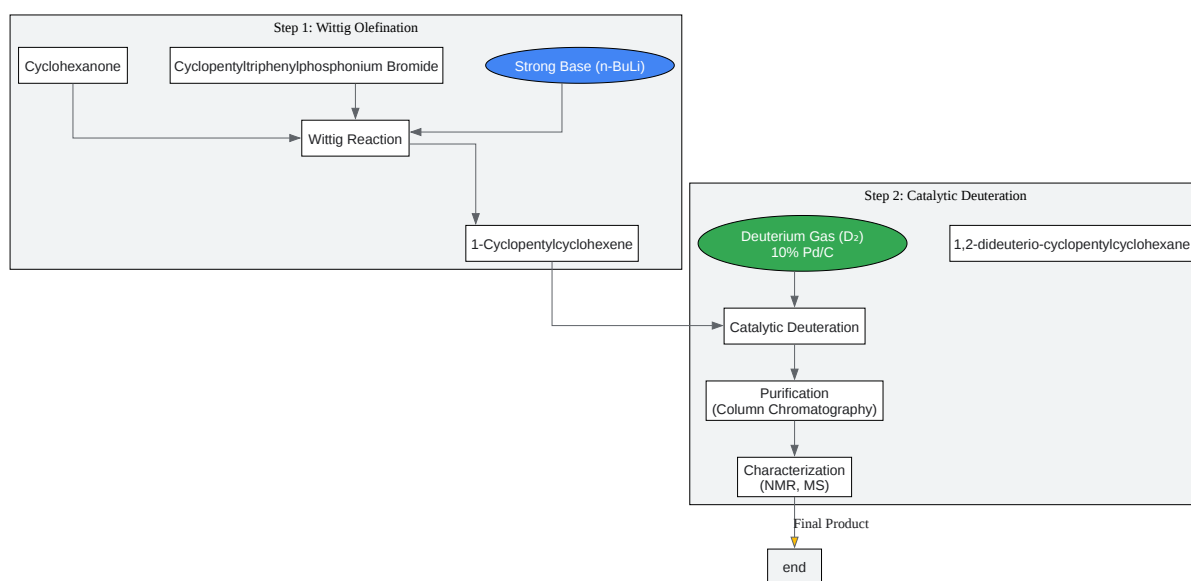 Step 1: Wittig Olefination
Cyclohexanone
Cyclopentyltriphenylphosphonium Bromide
Strong Base (n-BuLi)
Wittig Reaction
1-Cyclopentylcyclohexene
Step 2: Catalytic Deuteration
Deuterium Gas (D₂)
10% Pd/C
1,2-dideuterio-cyclopentylcyclohexane
Catalytic Deuteration
Purification
(Column Chromatography)
Characterization
(NMR, MS)
Final Product
end